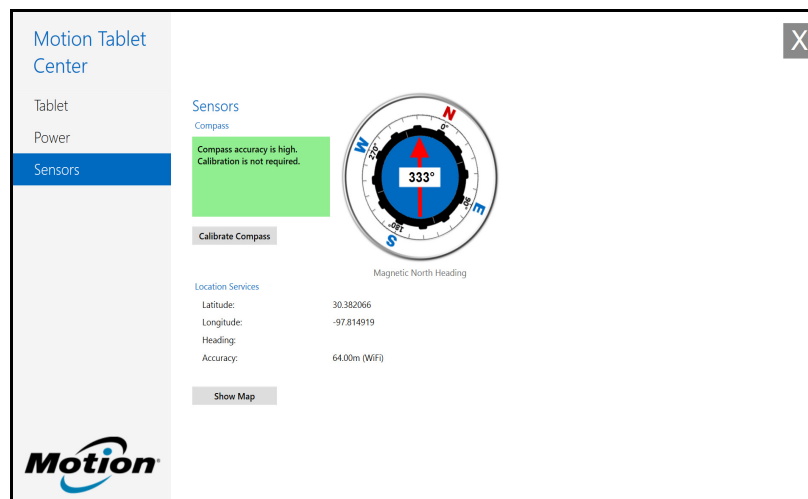 Motion Tablet
Center
X
Tablet
Power
Sensors
Sensors
Compass
Compass accuracy is high.
Calibration is not required.
Calibrate Compass
N
0°
W
270°
333°
90°
E
180°
S
Magnetic North Heading
Location Services
Latitude: 30.382066
Longitude: -97.814919
Heading:
Accuracy: 64.00m (WiFi)
Show Map
Motion